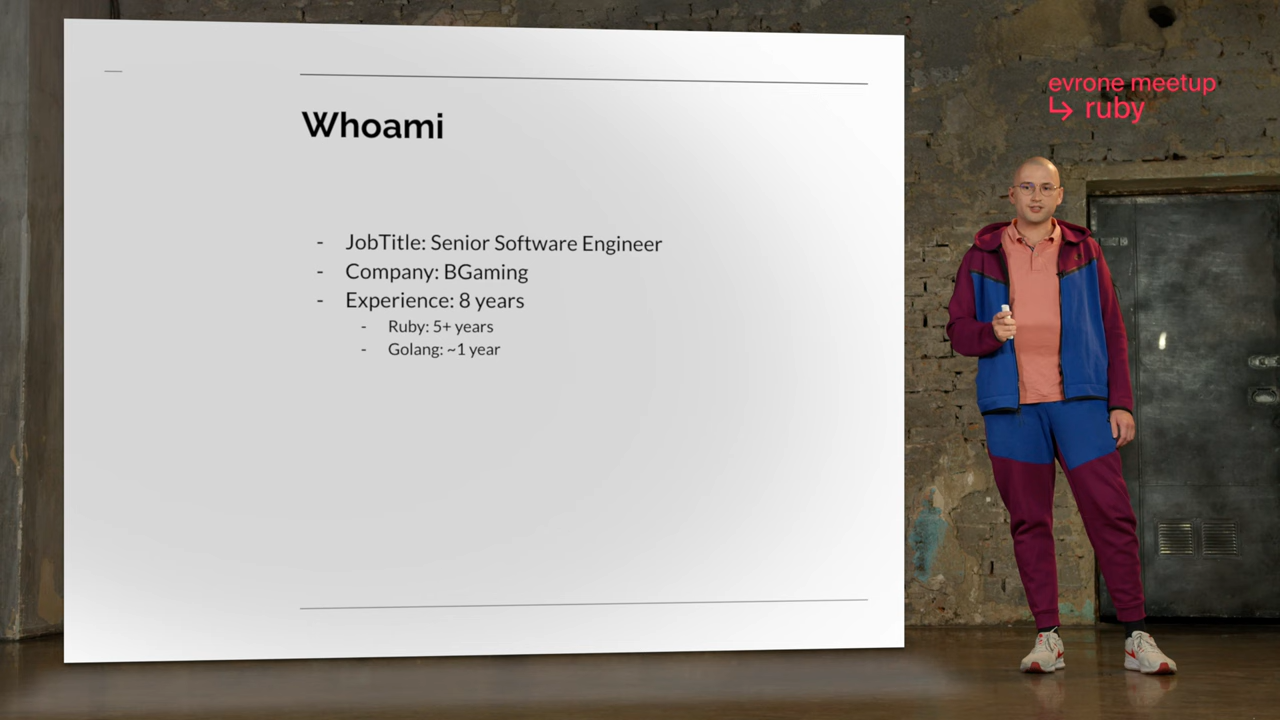 Whoami
- JobTitle: Senior Software Engineer
- Company: BGaming
- Experience: 8 years
- Ruby: 5+ years
- Golang: ~1 year
evrone meetup
↳ ruby